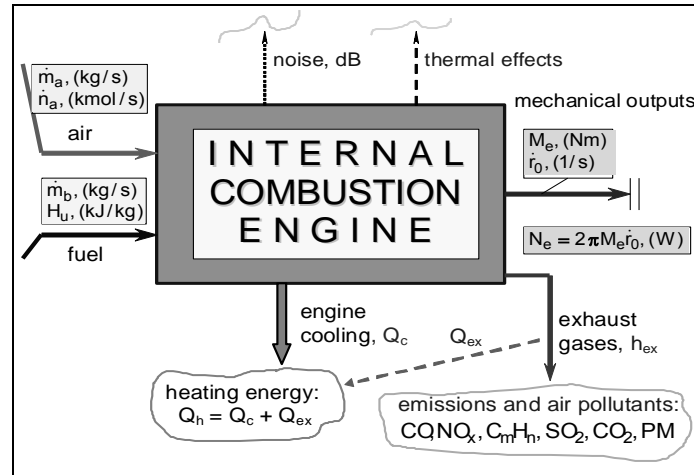 noise, dB
thermal effects
ṁa, (kg/s)
ṅa, (kmol/s)
air
mechanical outputs
INTERNAL
COMBUSTION
ENGINE
Me, (Nm)
ṙ0, (1/s)
ṁb, (kg/s)
Hu, (kJ/kg)
fuel
Ne = 2πMeṙ0, (W)
engine
cooling, Qc
Qex
exhaust
gases, hex
heating energy:
Qh = Qc + Qex
emissions and air pollutants:
CO,NOx, CmHn, SO2, CO2, PM